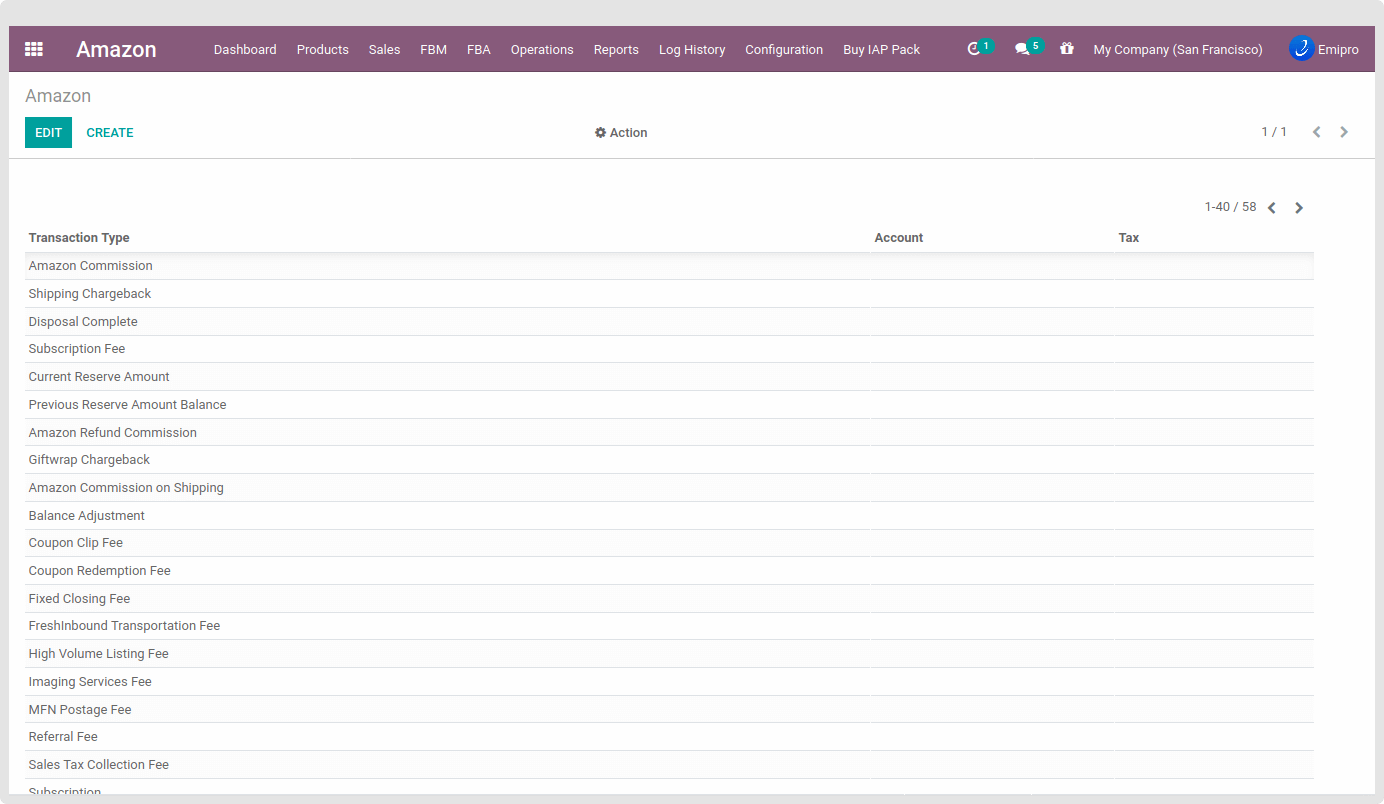 Amazon Dashboard Products Sales FBM FBA Operations Reports Log History Configuration Buy IAP Pack 1 5 My Company (San Francisco) Emipro
Amazon
EDIT CREATE Action 1 / 1
1-40 / 58
Transaction Type Account Tax
Amazon Commission
Shipping Chargeback
Disposal Complete
Subscription Fee
Current Reserve Amount
Previous Reserve Amount Balance
Amazon Refund Commission
Giftwrap Chargeback
Amazon Commission on Shipping
Balance Adjustment
Coupon Clip Fee
Coupon Redemption Fee
Fixed Closing Fee
FreshInbound Transportation Fee
High Volume Listing Fee
Imaging Services Fee
MFN Postage Fee
Referral Fee
Sales Tax Collection Fee
Subscription